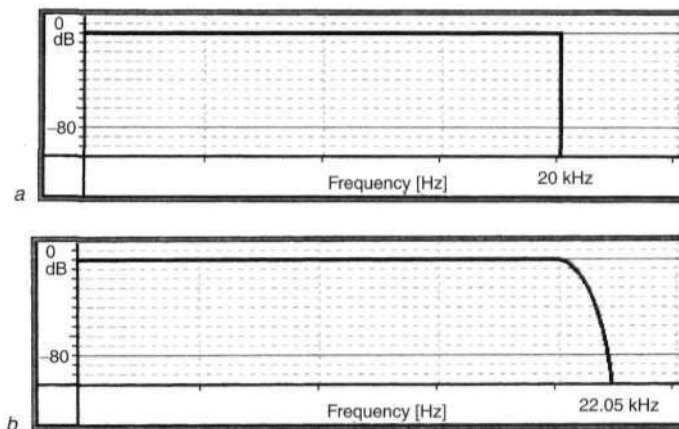 0
dB
–80
Frequency [Hz] 20 kHz
a
0
dB
–80
Frequency [Hz] 22.05 kHz
b